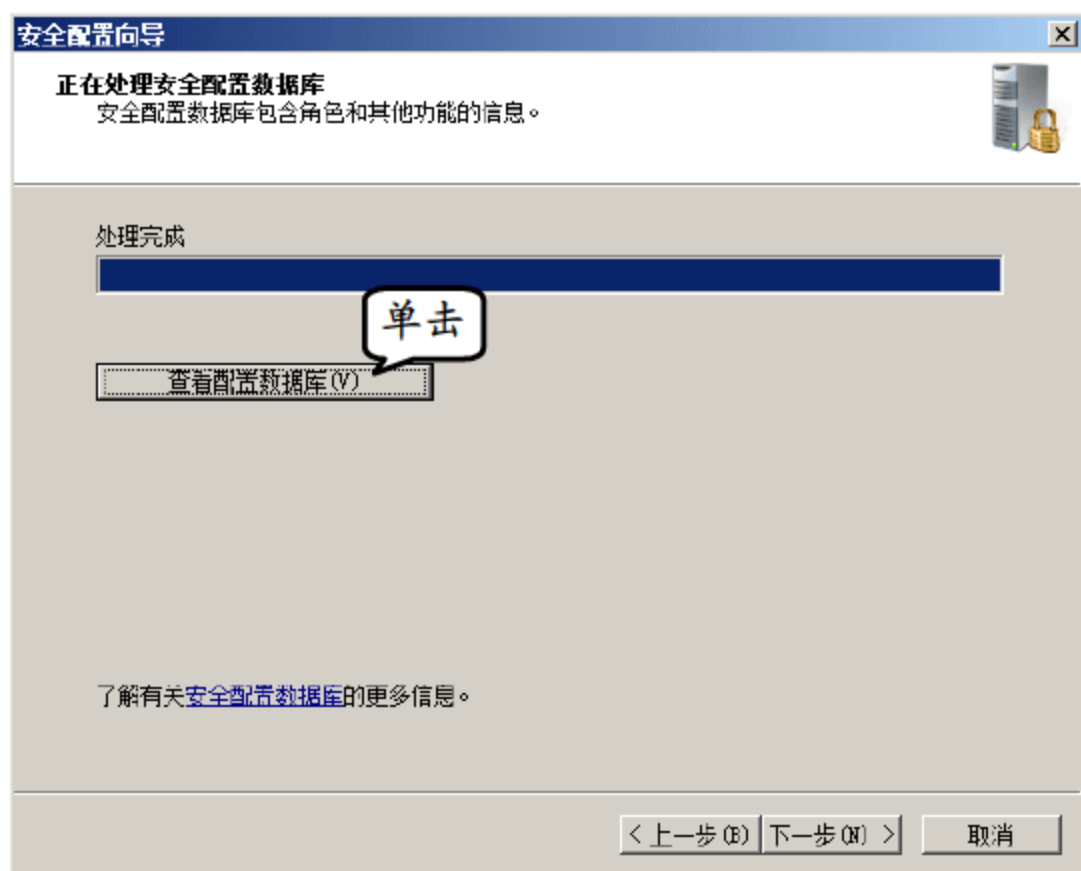 安全配置向导
正在处理安全配置数据库
安全配置数据库包含角色和其他功能的信息。
处理完成
单击
查看配置数据库(V)
了解有关安全配置数据库的更多信息。
< 上一步(B) 下一步(N) > 取消